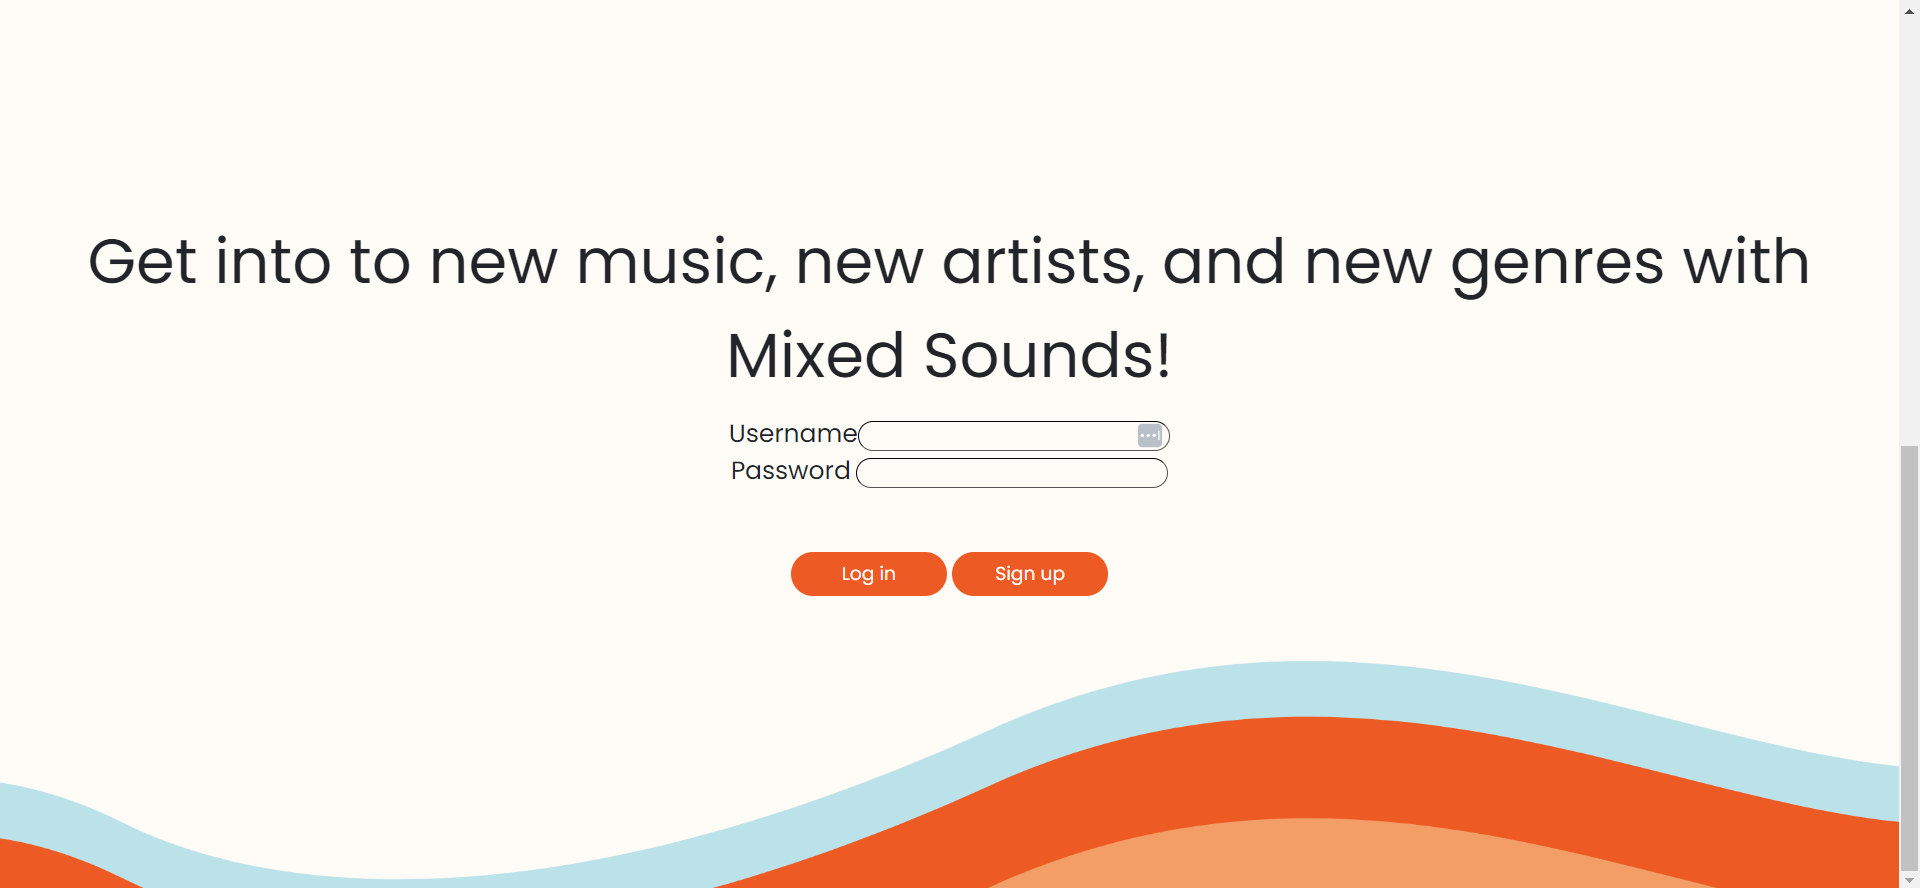 Get into to new music, new artists, and new genres with
Mixed Sounds!
Username
Password
Log in
Sign up